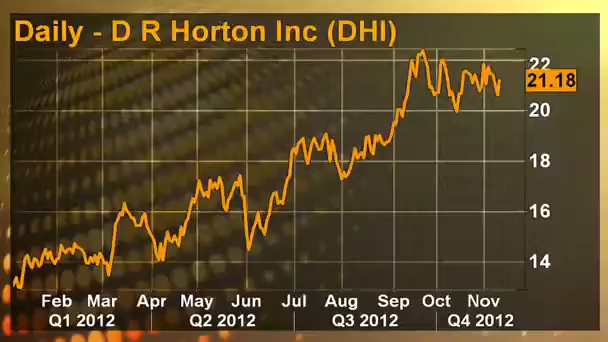 Daily - D R Horton Inc (DHI)
22
21.18
20
18
16
14
Feb Mar Apr May Jun Jul Aug Sep Oct Nov
Q1 2012 Q2 2012 Q3 2012 Q4 2012